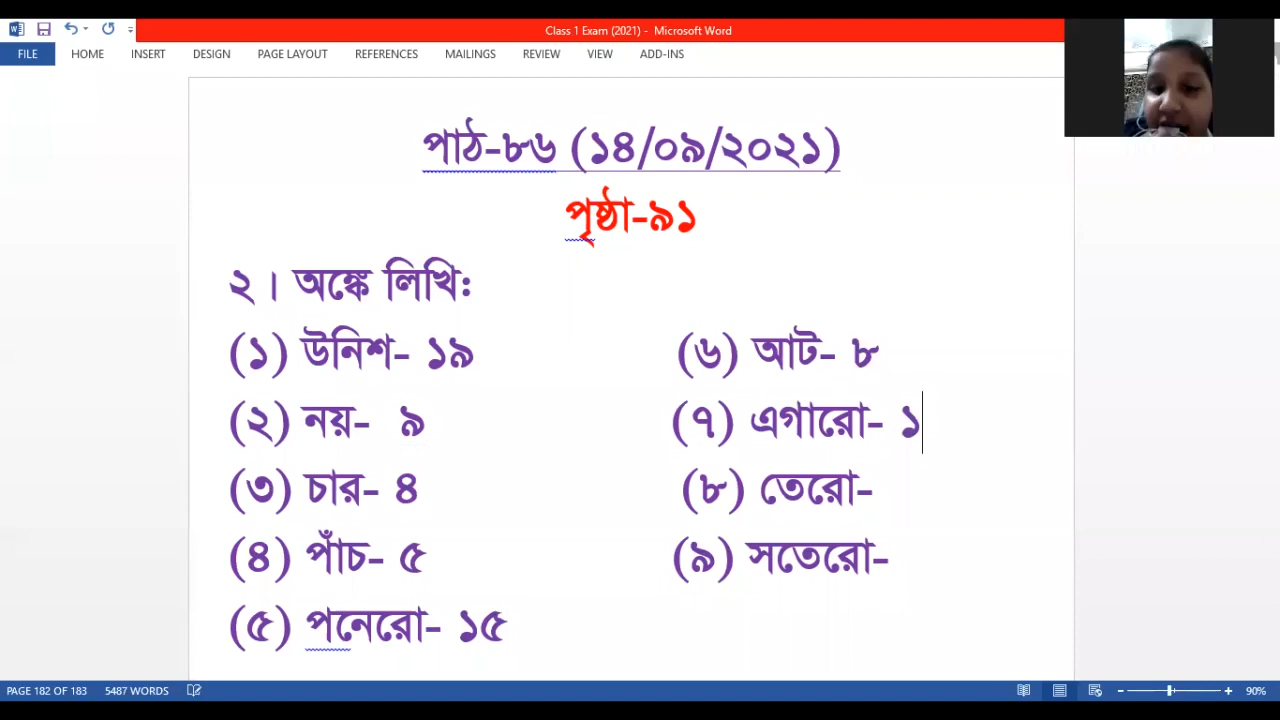 Class 1 Exam (2021) - Microsoft Word
FILE HOME INSERT DESIGN PAGE LAYOUT REFERENCES MAILINGS REVIEW VIEW ADD-INS
পাঠ-৮৬ (১৪/০৯/২০২১)
পৃষ্ঠা-৯১
২। অঙ্কে লিখিঃ
(১) উনিশ- ১৯ (৬) আট- ৮
(২) নয়- ৯ (৭) এগারো- ১
(৩) চার- ৪ (৮) তেরো-
(৪) পাঁচ- ৫ (৯) সতেরো-
(৫) পনেরো- ১৫
PAGE 182 OF 183 5487 WORDS 90%